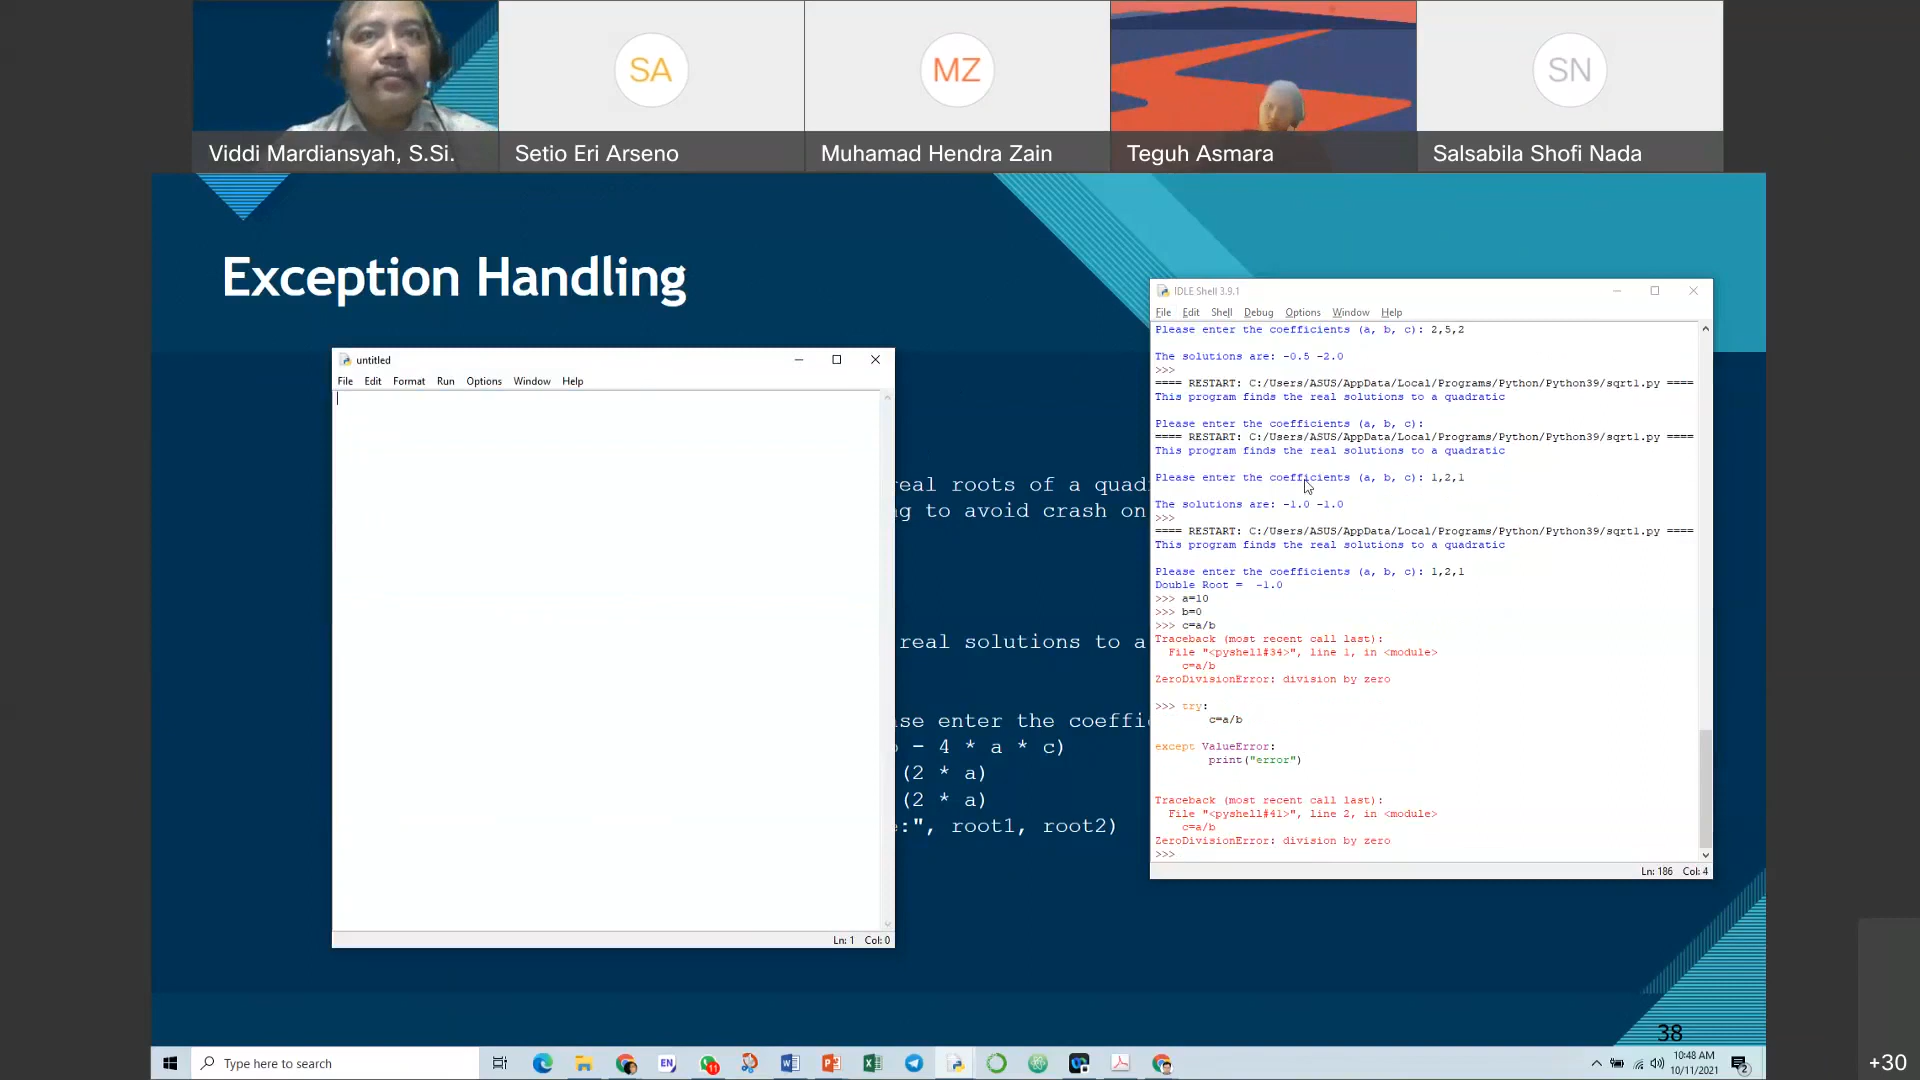 SA
MZ
SN
Viddi Mardiansyah, S.Si.
Setio Eri Arseno
Muhamad Hendra Zain
Teguh Asmara
Salsabila Shofi Nada
Exception Handling
untitled
File Edit Format Run Options Window Help
Ln: 1 Col: 0
real roots of a quad
g to avoid crash on
real solutions to a
se enter the coeffi
- 4 * a * c)
(2 * a)
(2 * a)
:", root1, root2)
IDLE Shell 3.9.1
File Edit Shell Debug Options Window Help
Please enter the coefficients (a, b, c): 2,5,2
The solutions are: -0.5 -2.0
>>>
==== RESTART: C:/Users/ASUS/AppData/Local/Programs/Python/Python39/sqrt1.py ====
This program finds the real solutions to a quadratic
Please enter the coefficients (a, b, c):
==== RESTART: C:/Users/ASUS/AppData/Local/Programs/Python/Python39/sqrt1.py ====
This program finds the real solutions to a quadratic
Please enter the coefficients (a, b, c): 1,2,1
The solutions are: -1.0 -1.0
>>>
==== RESTART: C:/Users/ASUS/AppData/Local/Programs/Python/Python39/sqrt1.py ====
This program finds the real solutions to a quadratic
Please enter the coefficients (a, b, c): 1,2,1
Double Root =  -1.0
>>> a=10
>>> b=0
>>> c=a/b
Traceback (most recent call last):
  File "<pyshell#34>", line 1, in <module>
    c=a/b
ZeroDivisionError: division by zero
>>> try:
        c=a/b
except ValueError:
        print("error")
Traceback (most recent call last):
  File "<pyshell#41>", line 2, in <module>
    c=a/b
ZeroDivisionError: division by zero
>>>
Ln: 186 Col: 4
38
Type here to search
EN
11
10:48 AM
10/11/2021
2
+30